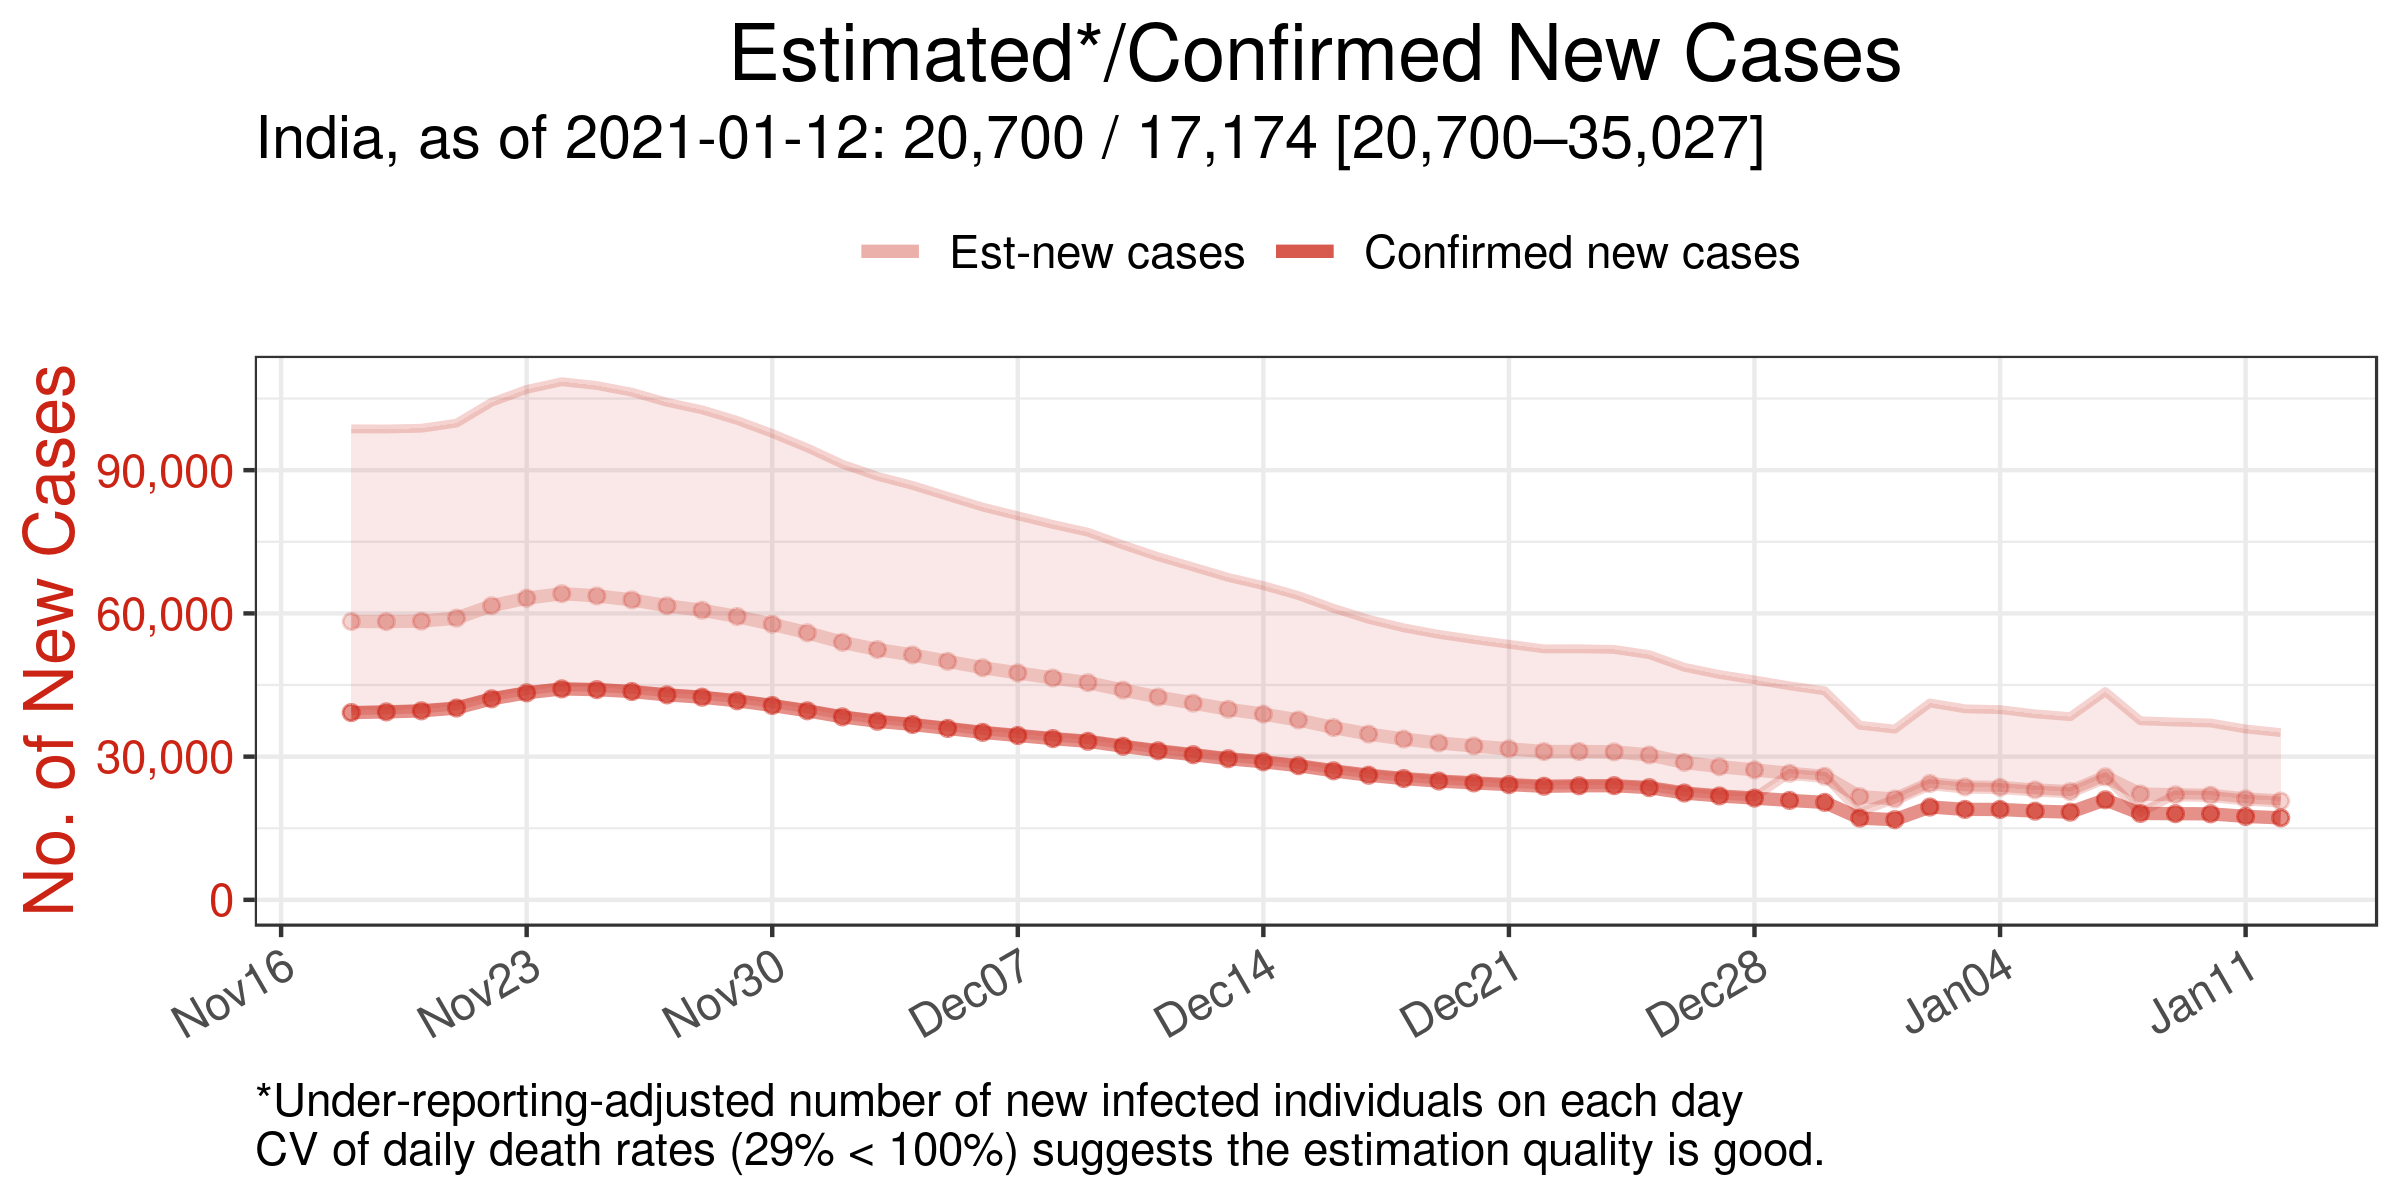 Estimated*/Confirmed New Cases
India, as of 2021-01-12: 20,700 / 17,174 [20,700–35,027]
Est-new cases
Confirmed new cases
No. of New Cases
90,000
60,000
30,000
0
Nov16
Nov23
Nov30
Dec07
Dec14
Dec21
Dec28
Jan04
Jan11
*Under-reporting-adjusted number of new infected individuals on each day
CV of daily death rates (29% < 100%) suggests the estimation quality is good.